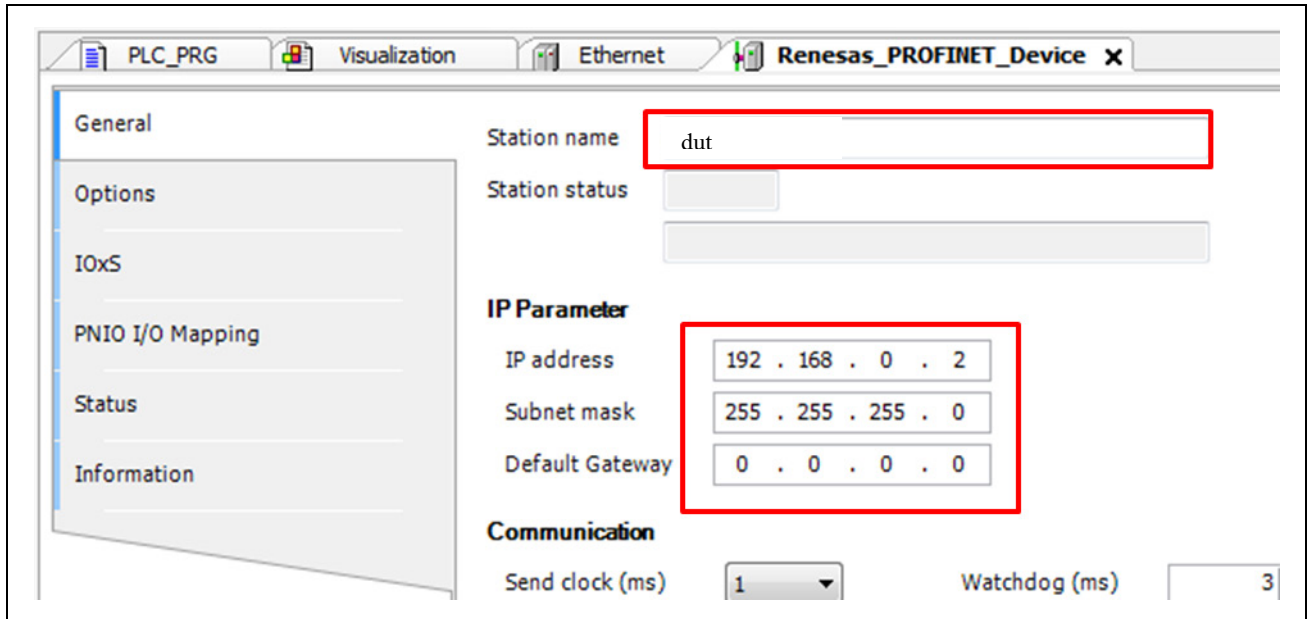 PLC_PRG Visualization Ethernet Renesas_PROFINET_Device X
General
Options
IOxS
PNIO I/O Mapping
Status
Information
Station name dut
Station status
IP Parameter
IP address 192 . 168 . 0 . 2
Subnet mask 255 . 255 . 255 . 0
Default Gateway 0 . 0 . 0 . 0
Communication
Send clock (ms) 1 Watchdog (ms) 3